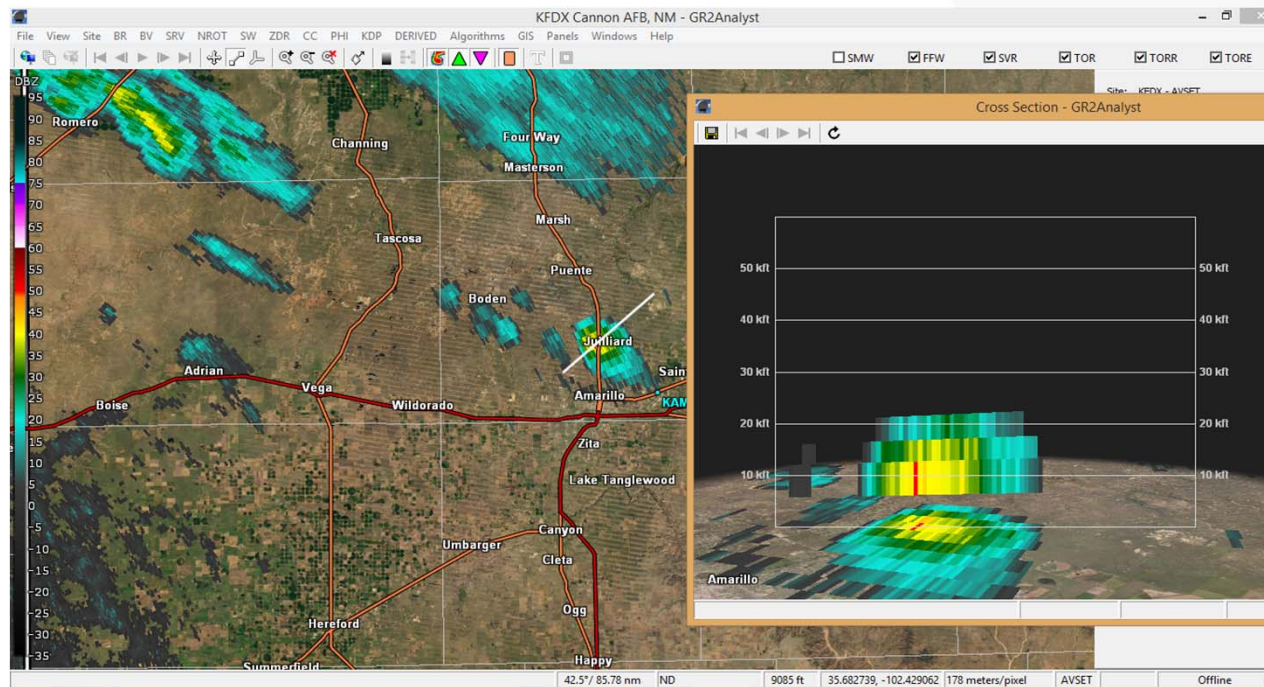 KFDX Cannon AFB, NM - GR2Analyst
File View Site BR BV SRV NROT SW ZDR CC PHI KDP DERIVED Algorithms GIS Panels Windows Help
SMW FFW SVR TOR TORR TORE
Site: KFDX - AVSET
Cross Section - GR2Analyst
DBZ
95
90
85
80
75
70
65
60
55
50
45
40
35
30
25
20
15
10
5
0
-5
-10
-15
-20
-25
-30
-35
Romero
Channing
Four Way
Masterson
Marsh
Tascosa
Puente
Boden
Juilliard
Adrian
Vega
Amarillo
Saint
KAM
Boise
Wildorado
Zita
Lake Tanglewood
Canyon
Umbarger
Cleta
Ogg
Hereford
Happy
Summerfield
50 kft 50 kft
40 kft 40 kft
30 kft 30 kft
20 kft 20 kft
10 kft 10 kft
Amarillo
42.5°/ 85.78 nm ND 9085 ft 35.682739, -102.429062 178 meters/pixel AVSET Offline